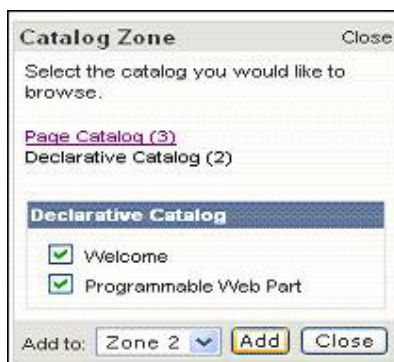 Catalog Zone Close
Select the catalog you would like to
browse.
Page Catalog (3)
Declarative Catalog (2)
Declarative Catalog
Welcome
Programmable Web Part
Add to: Zone 2 Add Close